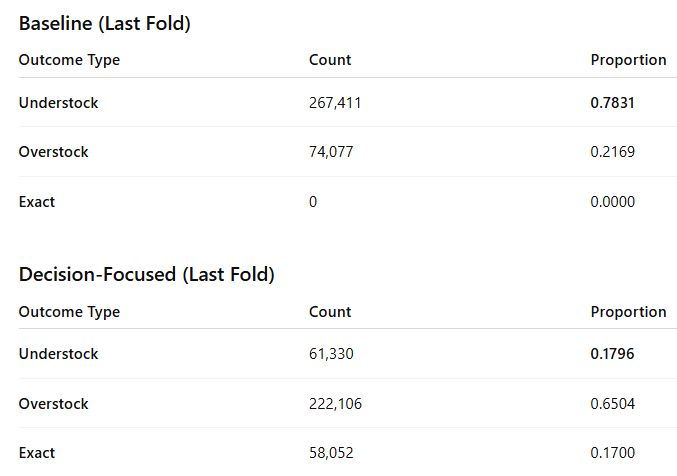 Baseline (Last Fold)
Outcome Type Count Proportion
Understock 267,411 0.7831
Overstock 74,077 0.2169
Exact 0 0.0000
Decision-Focused (Last Fold)
Outcome Type Count Proportion
Understock 61,330 0.1796
Overstock 222,106 0.6504
Exact 58,052 0.1700